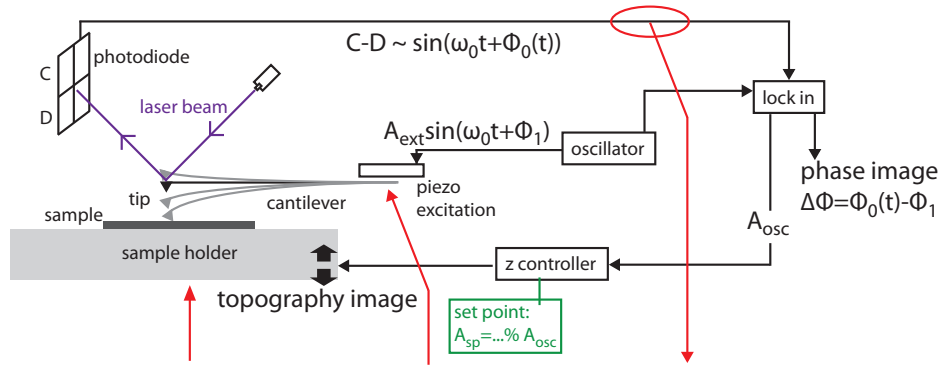 C-D ~ sin(ω₀t+Φ₀(t))
photodiode
C
D
laser beam
lock in
A_ext sin(ω₀t+Φ₁)
oscillator
phase image
ΔΦ=Φ₀(t)-Φ₁
tip
cantilever
piezo
excitation
sample
A_osc
sample holder
z controller
topography image
set point:
A_sp=...% A_osc